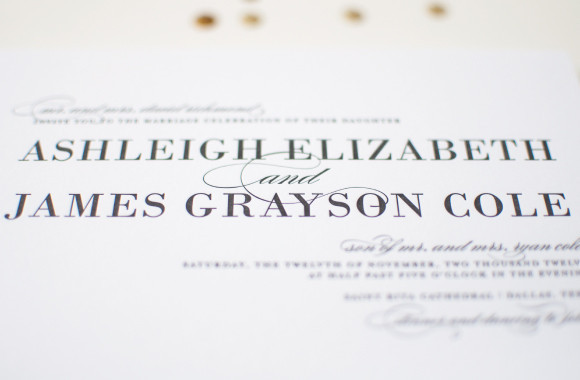 mr. and mrs. david richmond
INVITE YOU TO THE MARRIAGE CELEBRATION OF THEIR DAUGHTER
ASHLEIGH ELIZABETH
and
JAMES GRAYSON COLE
son of mr. and mrs. ryan cole
SATURDAY, THE TWELFTH OF NOVEMBER, TWO THOUSAND TWELVE
AT HALF PAST FIVE O'CLOCK IN THE EVENING
SAINT RITA CATHEDRAL • DALLAS, TEX
dinner and dancing to follow